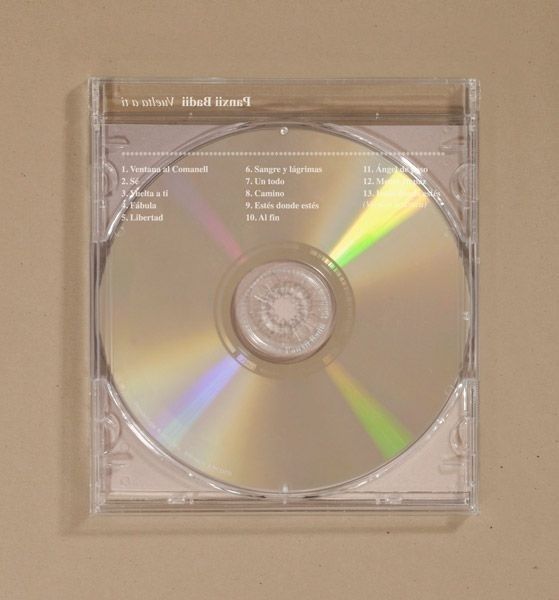 Panxii Badii Vuelta a ti
1. Ventana al Comanell
2. Sé
3. Vuelta a ti
4. Fábula
5. Libertad
6. Sangre y lágrimas
7. Un todo
8. Camino
9. Estés donde estés
10. Al fin
11. Ángel de
12.
13. estés